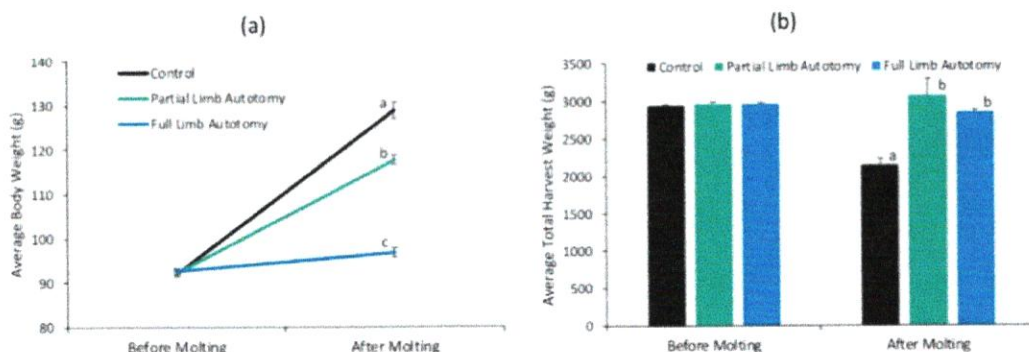 (a)
Average Body Weight (g)
140
130
120
110
100
90
80
Control
Partial Limb Autotomy
Full Limb Autotomy
a
b
c
Before Molting
After Molting
(b)
Average Total Harvest Weight (g)
3500
3000
2500
2000
1500
1000
500
0
Control Partial Limb Autotomy Full Limb Autotomy
a
b
b
Before Molting
After Molting